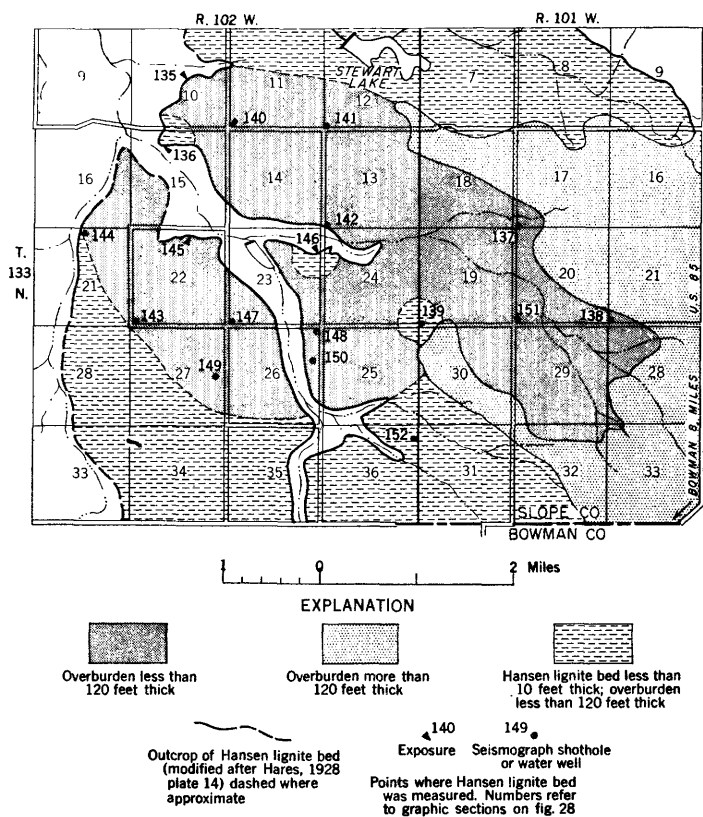 R. 102 W.
R. 101 W.
9
135
10
11
STEWART
LAKE
12
7
8
9
140
141
136
16
15
14
13
18
17
16
142
137
144
145
146
T.
133
N.
21
22
23
24
19
20
21
U.S. 85
143
147
148
139
151
138
150
149
28
27
26
25
30
29
28
152
33
34
35
36
31
32
33
BOWMAN 8 MILES
SLOPE CO
BOWMAN CO
1 0 2 Miles
EXPLANATION
Overburden less than
120 feet thick
Overburden more than
120 feet thick
Hansen lignite bed less than
10 feet thick; overburden
less than 120 feet thick
Outcrop of Hansen lignite bed
(modified after Hares, 1928
plate 14) dashed where
approximate
140
Exposure
149
Seismograph shothole
or water well
Points where Hansen lignite bed
was measured. Numbers refer
to graphic sections on fig. 28